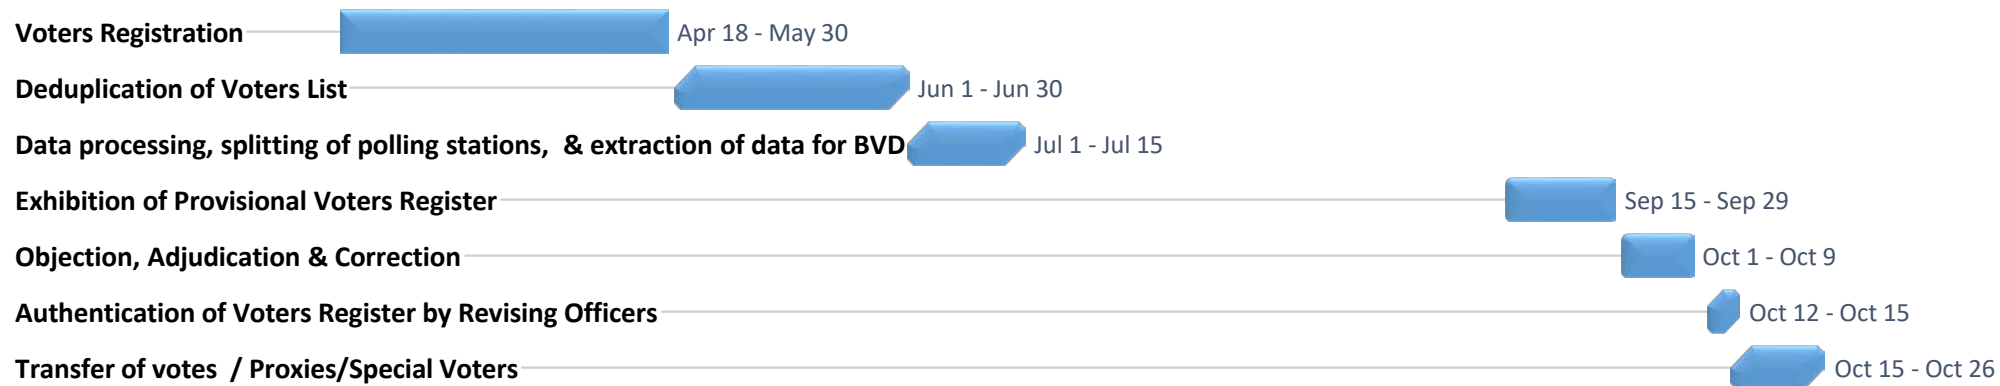 Voters Registration Apr 18 - May 30
Deduplication of Voters List Jun 1 - Jun 30
Data processing, splitting of polling stations,  & extraction of data for BVD Jul 1 - Jul 15
Exhibition of Provisional Voters Register Sep 15 - Sep 29
Objection, Adjudication & Correction Oct 1 - Oct 9
Authentication of Voters Register by Revising Officers Oct 12 - Oct 15
Transfer of votes  / Proxies/Special Voters Oct 15 - Oct 26